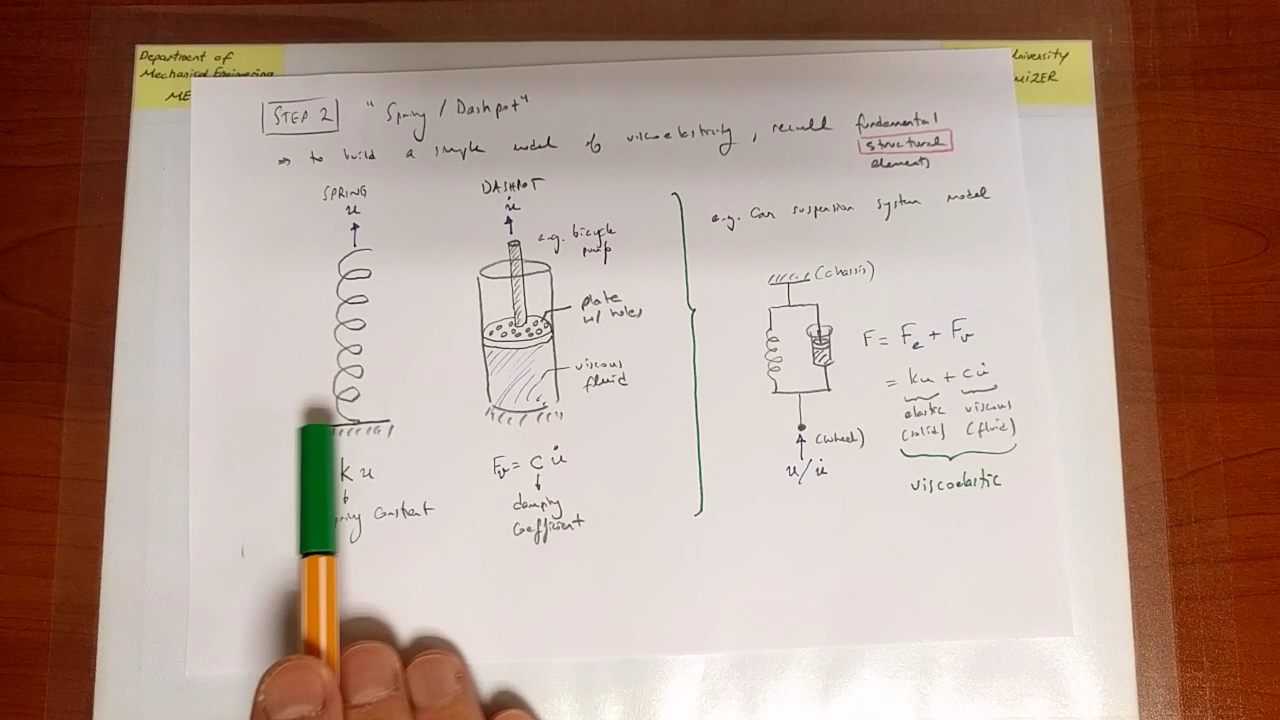 Department of
Mechanical Engineering
ME
University
MIZER
STEP 2 "Spring / Dashpot"
⇒ to build a simple model of viscoelasticity, recall fundamental
structural
elements
SPRING
u
DASHPOT
u̇
e.g. bicycle
pump
plate
w/ holes
viscous
fluid
k u
Constant
Fv = C u̇
damping
Coefficient
e.g. Car suspension system model
(chassis)
(wheel)
u/u̇
F = Fe + Fv
= ku + cu̇
elastic viscous
(solid) (fluid)
viscoelastic